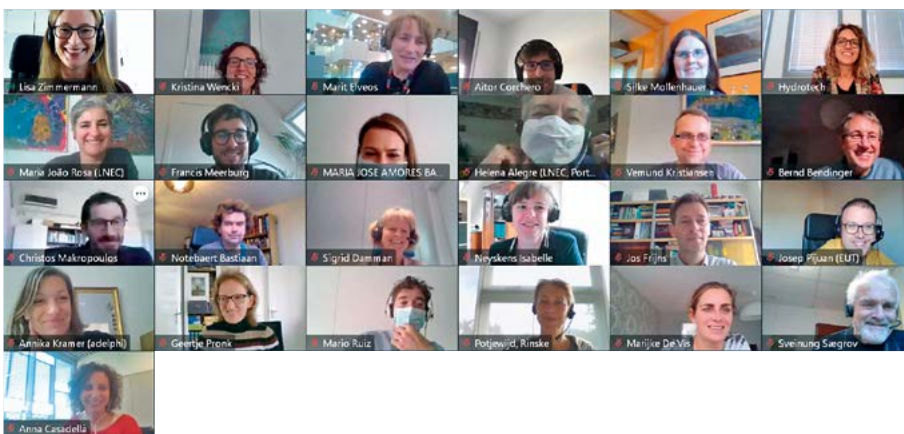 Lisa Zimmermann
Kristina Wencki
Marit Elveos
Aitor Corchero
Silke Mollenhauer
Hydrotech
Maria João Rosa (LNEC)
Francis Meerburg
MARIA JOSE AMORES BA...
Helena Alegre (LNEC, Port...
Vemund Kristiansen
Bernd Bendinger
Christos Makropoulos
Notebaert Bastiaan
Sigrid Damman
Neyskens Isabelle
Jos Frijns
Josep Pijuan (EUT)
Annika Kramer (adelphi)
Geertje Pronk
Mario Ruiz
Potjewijd, Rinske
Marijke De Vis
Sveinung Sægrov
Anna Casadellà